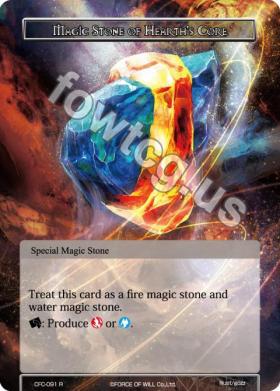 Magic Stone of Hearth's Core
fowtcg.us
Special Magic Stone
Treat this card as a fire magic stone and
water magic stone.
: Produce or .
CFC-091 R
©FORCE OF WILL Co.,Ltd.